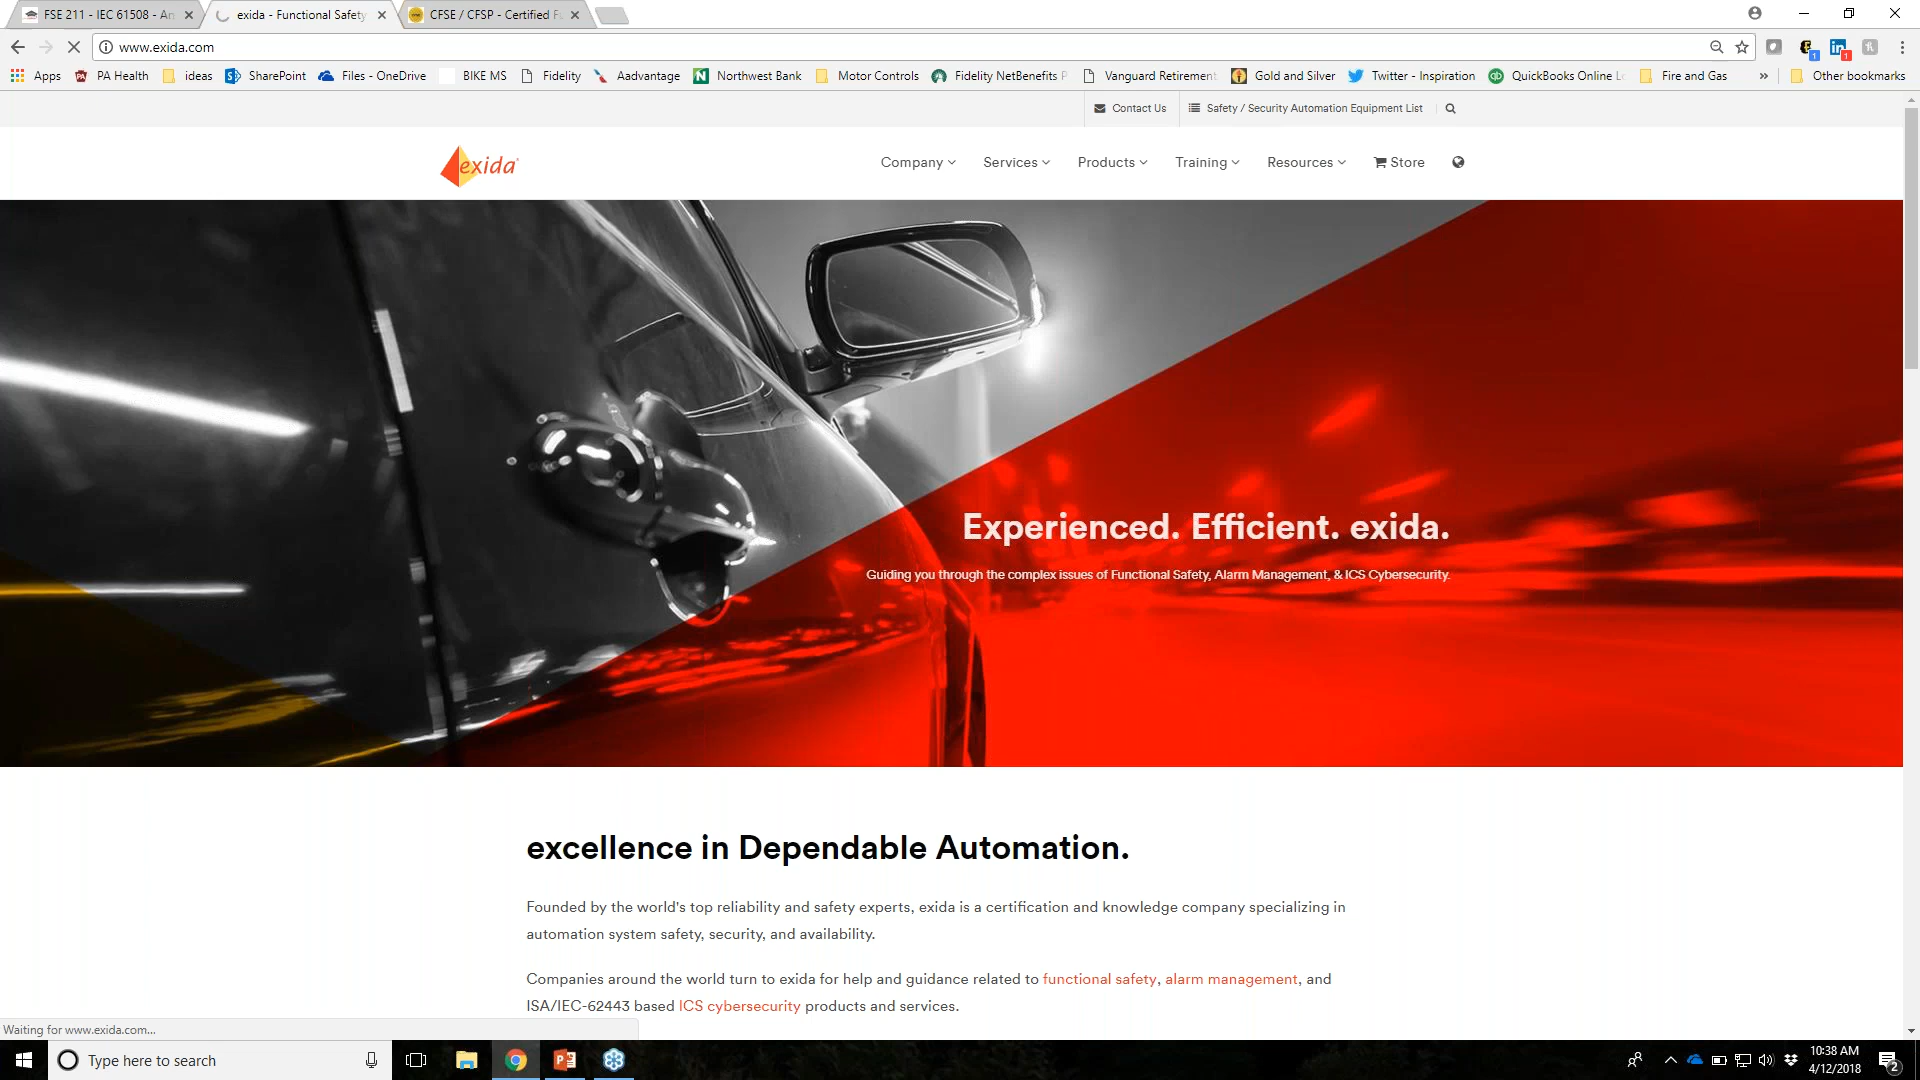 FSE 211 - IEC 61508 - An
exida - Functional Safety
CFSE / CFSP - Certified Fu
www.exida.com
Apps
PA Health
ideas
SharePoint
Files - OneDrive
BIKE MS
Fidelity
Aadvantage
Northwest Bank
Motor Controls
Fidelity NetBenefits P
Vanguard Retirement
Gold and Silver
Twitter - Inspiration
QuickBooks Online Lo
Fire and Gas
Other bookmarks
Contact Us
Safety / Security Automation Equipment List
exida
Company
Services
Products
Training
Resources
Store
Experienced. Efficient. exida.
Guiding you through the complex issues of Functional Safety, Alarm Management, & ICS Cybersecurity.
excellence in Dependable Automation.
Founded by the world's top reliability and safety experts, exida is a certification and knowledge company specializing in
automation system safety, security, and availability.
Companies around the world turn to exida for help and guidance related to functional safety, alarm management, and
ISA/IEC-62443 based ICS cybersecurity products and services.
Waiting for www.exida.com...
Type here to search
10:38 AM
4/12/2018
2